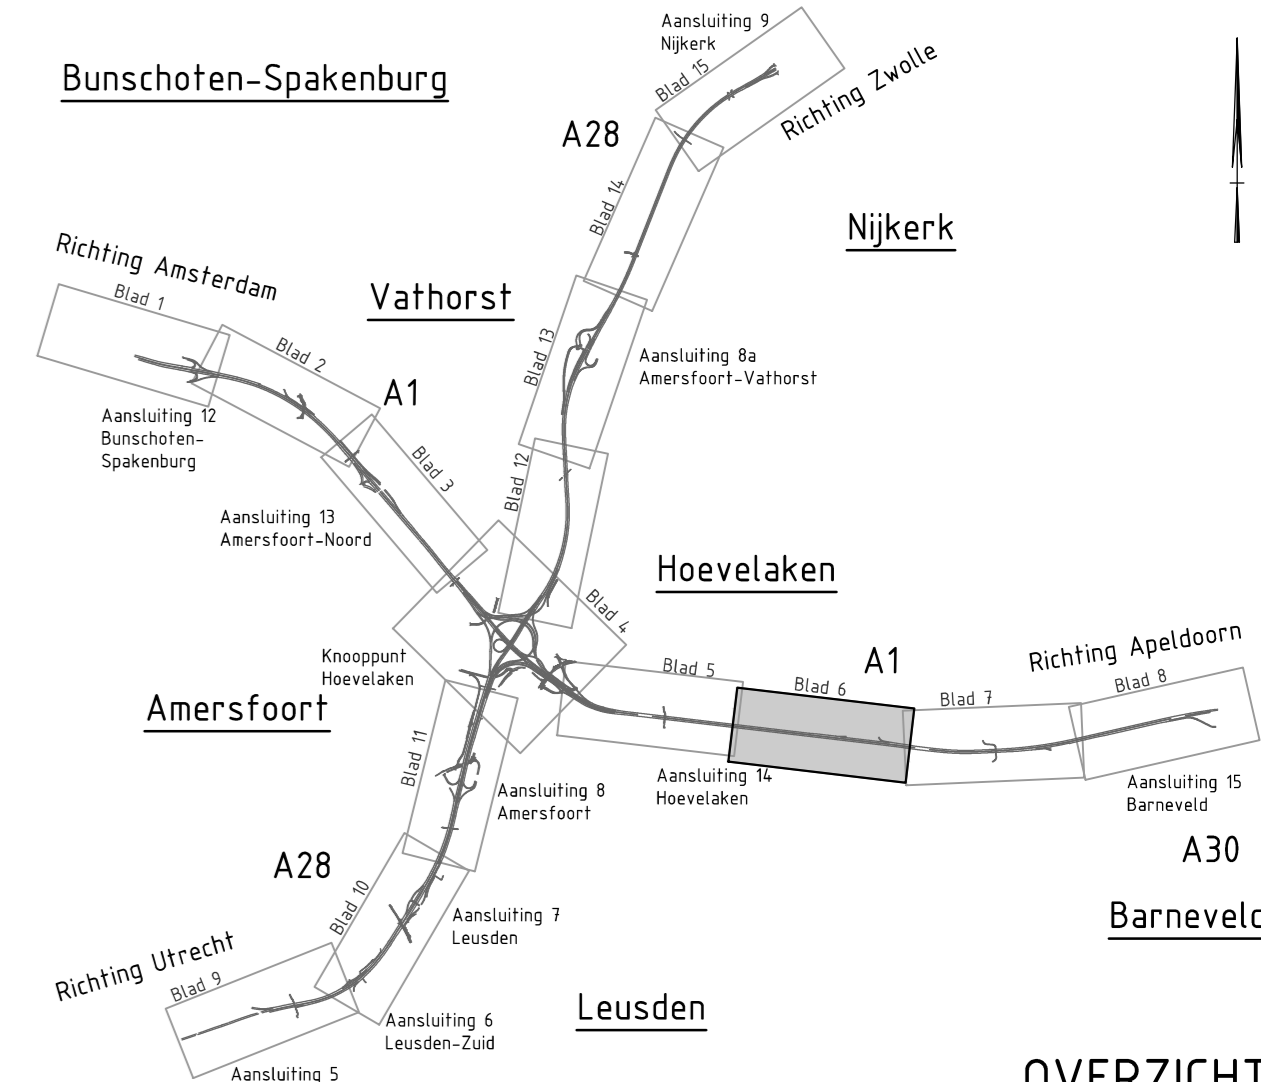 Aansluiting 9
Nijkerk
Bunschoten-Spakenburg
Blad 15
Richting Zwolle
A28
Blad 14
Nijkerk
Richting Amsterdam
Blad 1
Vathorst
Blad 2
Blad 13
Aansluiting 8a
Amersfoort-Vathorst
A1
Aansluiting 12
Bunschoten-
Spakenburg
Blad 3
Blad 12
Aansluiting 13
Amersfoort-Noord
Hoevelaken
Blad 4
Knooppunt
Hoevelaken
Blad 5
A1
Richting Apeldoorn
Blad 6
Blad 7
Blad 8
Amersfoort
Blad 11
Aansluiting 14
Hoevelaken
Aansluiting 8
Amersfoort
Aansluiting 15
Barneveld
A30
A28
Blad 10
Aansluiting 7
Leusden
Barneveld
Richting Utrecht
Blad 9
Leusden
Aansluiting 6
Leusden-Zuid
Aansluiting 5
OVERZICHT